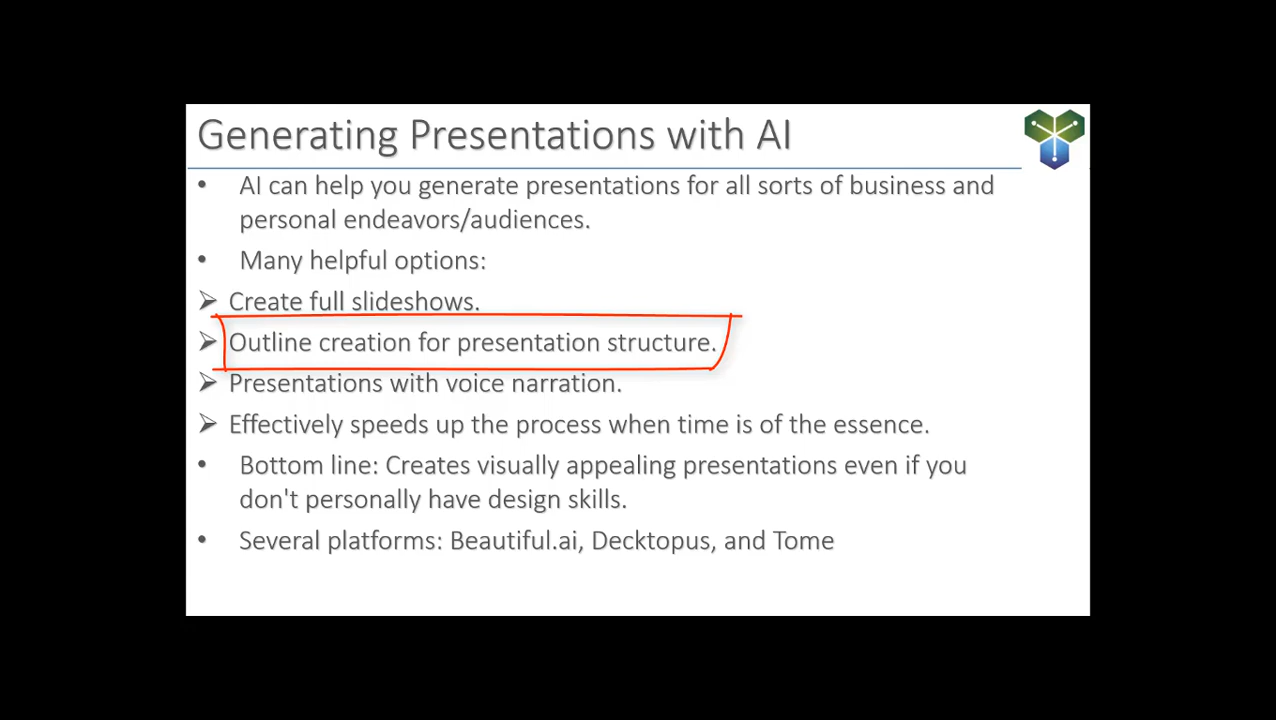 Generating Presentations with AI
• AI can help you generate presentations for all sorts of business and
personal endeavors/audiences.
• Many helpful options:
➢ Create full slideshows.
➢ Outline creation for presentation structure.
➢ Presentations with voice narration.
➢ Effectively speeds up the process when time is of the essence.
• Bottom line: Creates visually appealing presentations even if you
don't personally have design skills.
• Several platforms: Beautiful.ai, Decktopus, and Tome